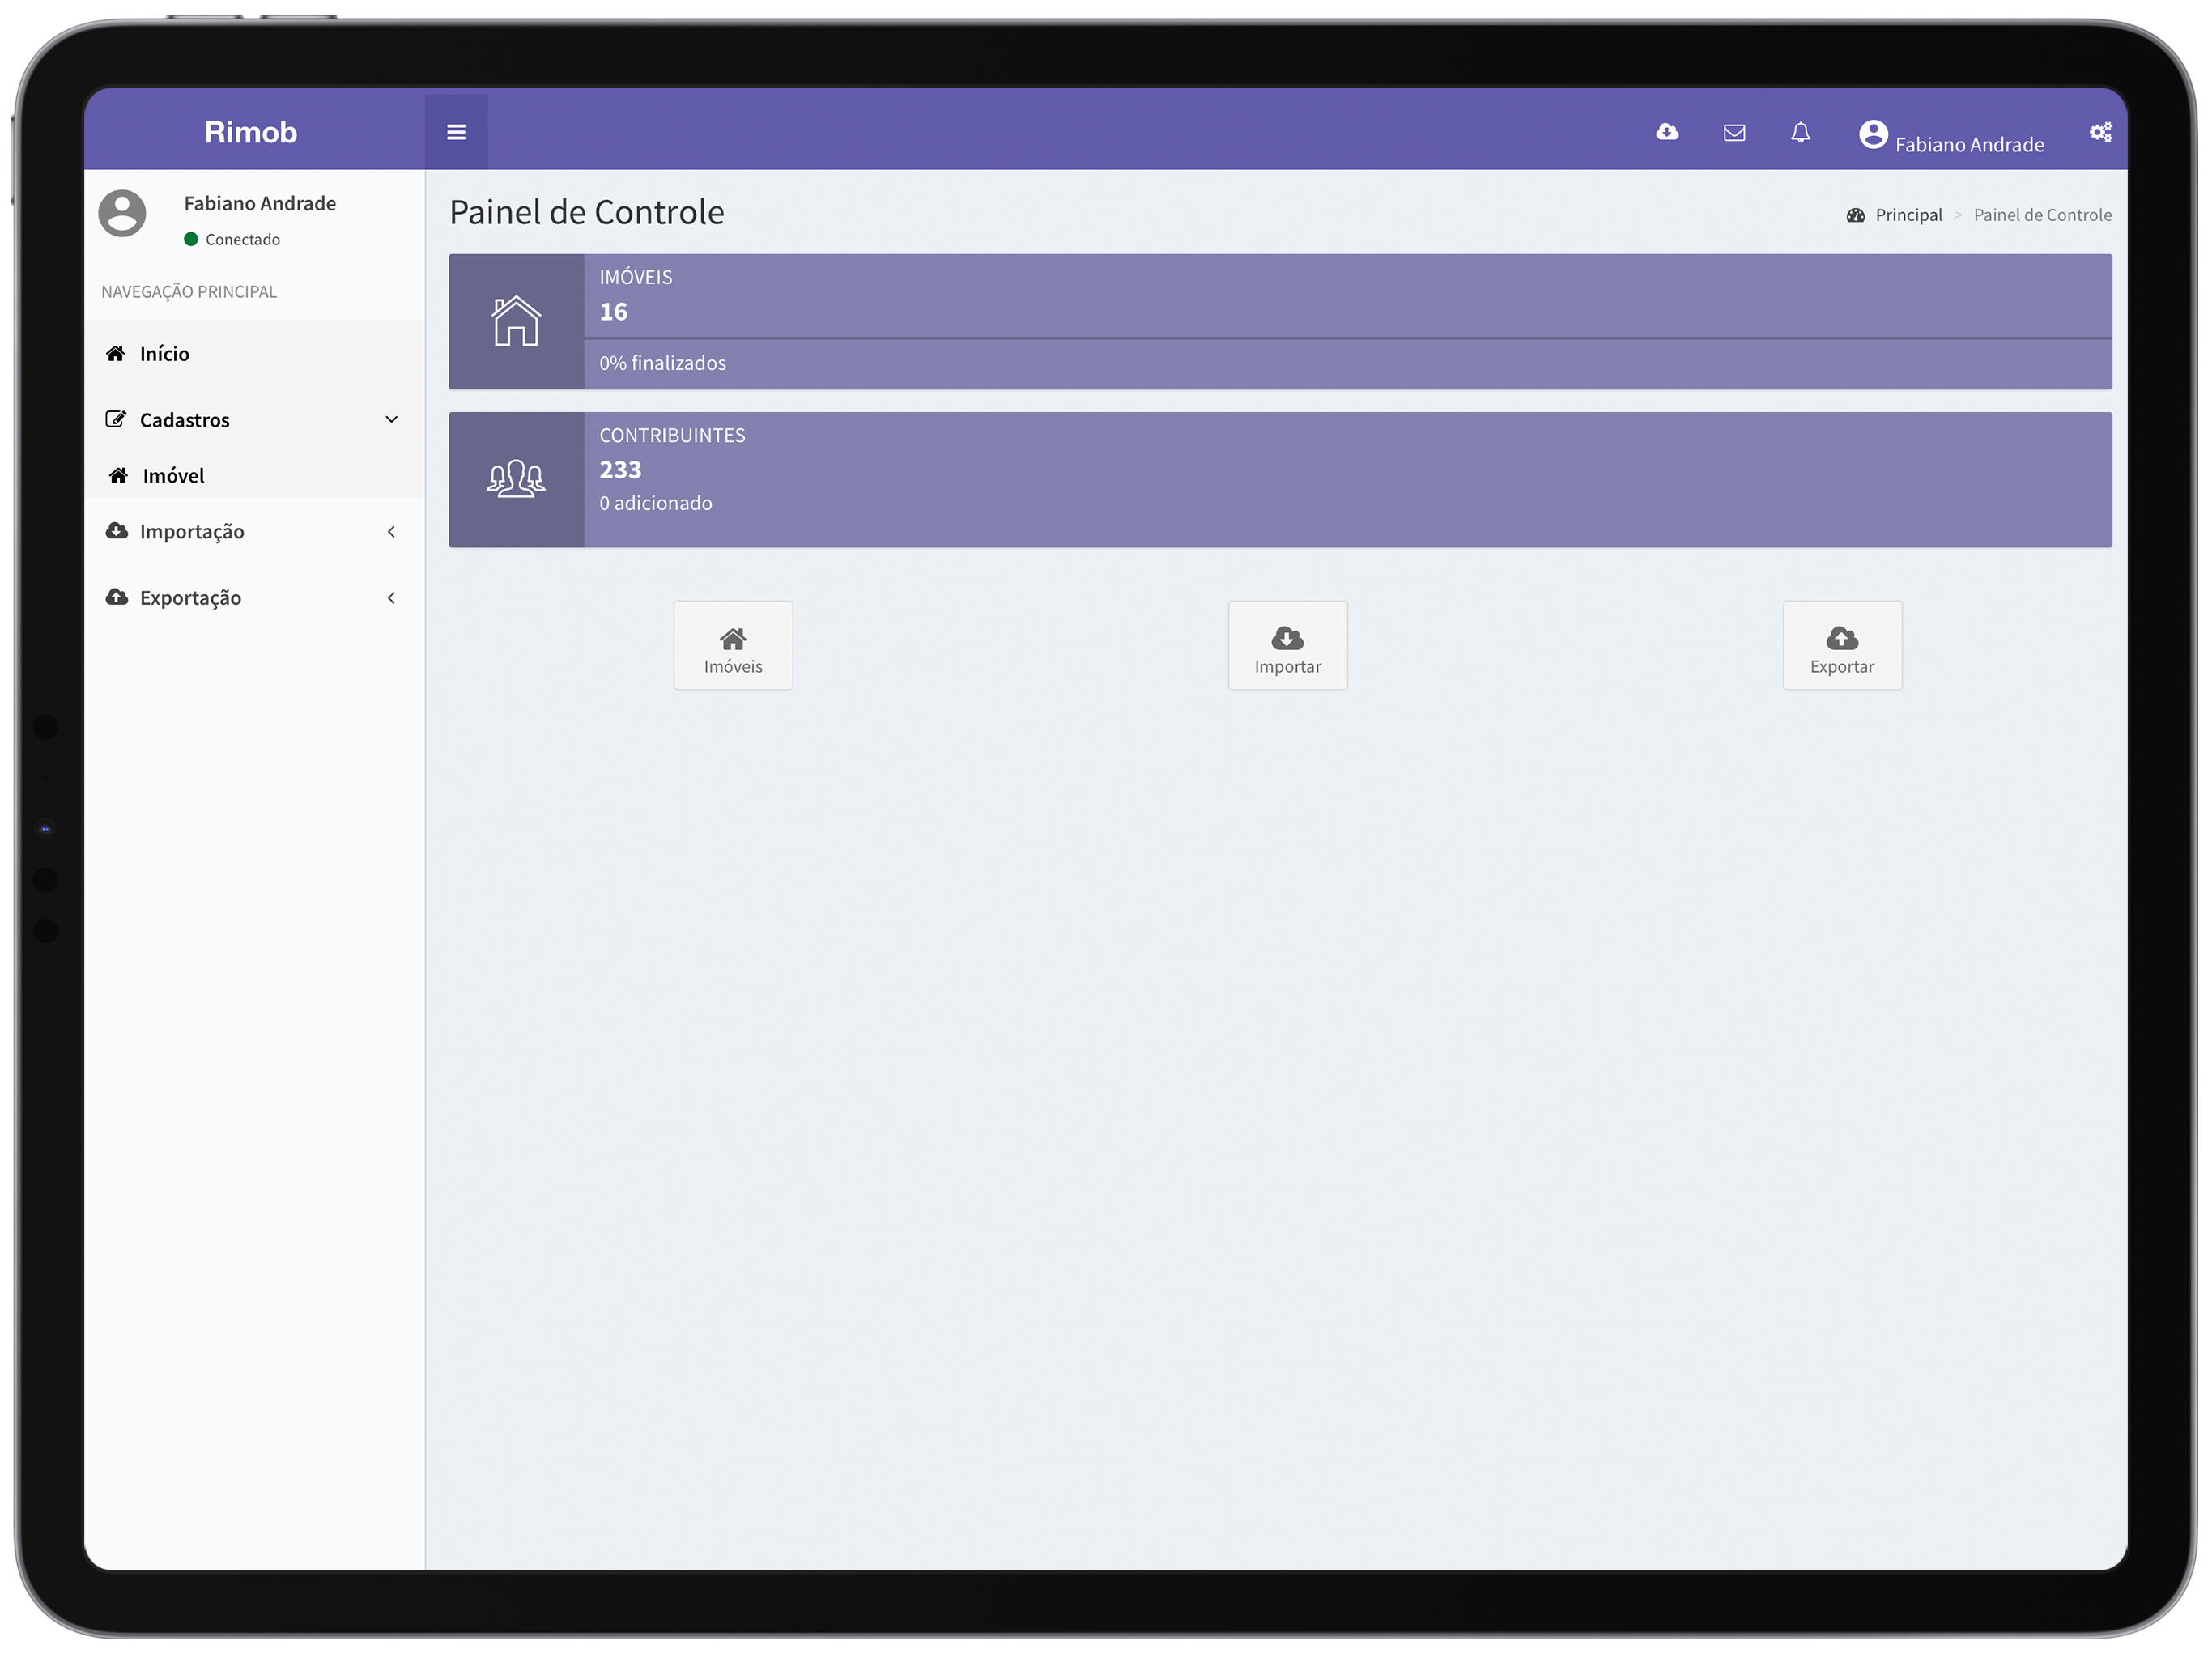 Rimob
Fabiano Andrade
Fabiano Andrade
Conectado
NAVEGAÇÃO PRINCIPAL
Início
Cadastros
Imóvel
Importação
Exportação
Painel de Controle
Principal > Painel de Controle
IMÓVEIS
16
0% finalizados
CONTRIBUINTES
233
0 adicionado
Imóveis
Importar
Exportar